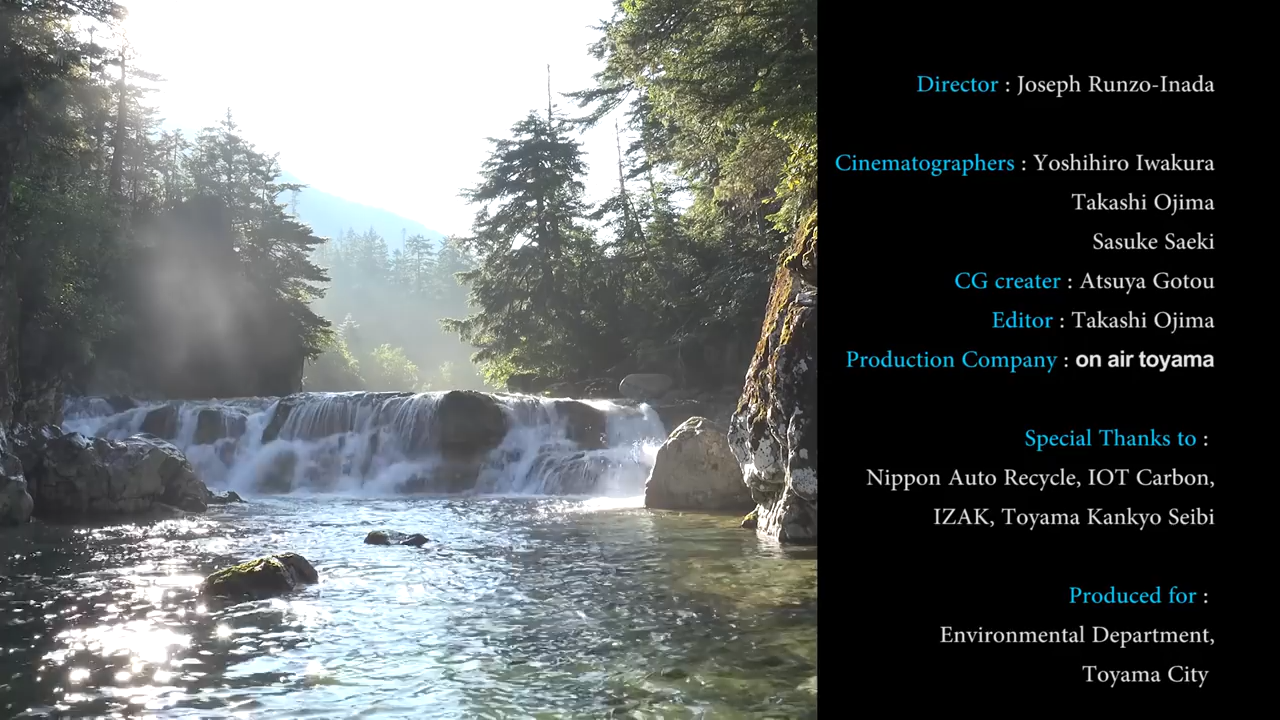 Director : Joseph Runzo-Inada
Cinematographers : Yoshihiro Iwakura
Takashi Ojima
Sasuke Saeki
CG creater : Atsuya Gotou
Editor : Takashi Ojima
Production Company : on air toyama
Special Thanks to :
Nippon Auto Recycle, IOT Carbon,
IZAK, Toyama Kankyo Seibi
Produced for :
Environmental Department,
Toyama City